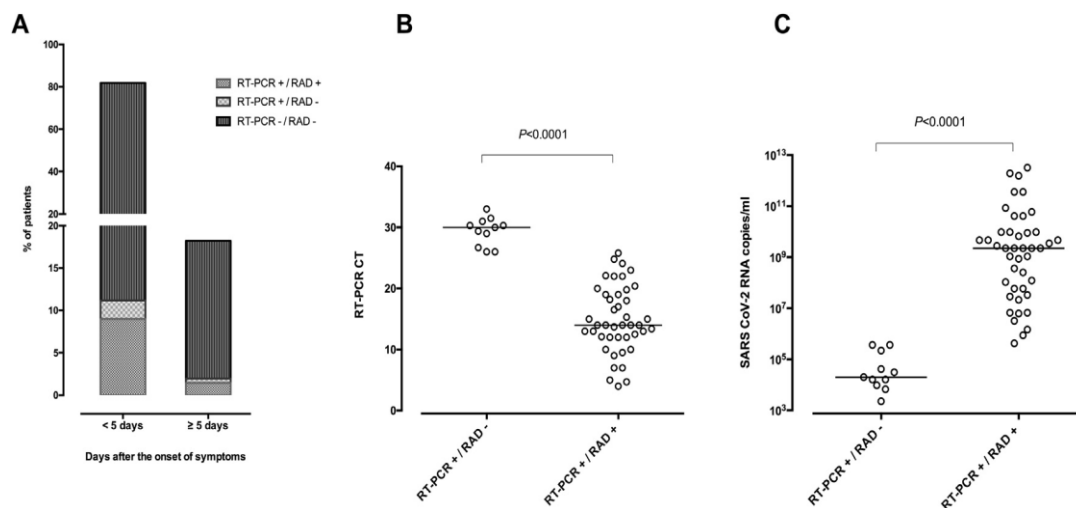 A
100
80
60
40
20
20
15
10
5
0
% of patients
RT-PCR + / RAD +
RT-PCR + / RAD -
RT-PCR - / RAD -
< 5 days
≥ 5 days
Days after the onset of symptoms
B
P<0.0001
40
30
20
10
0
RT-PCR CT
RT-PCR + / RAD -
RT-PCR + / RAD +
C
P<0.0001
10¹³
10¹¹
10⁹
10⁷
10⁵
10³
SARS CoV-2 RNA copies/ml
RT-PCR + / RAD -
RT-PCR + / RAD +